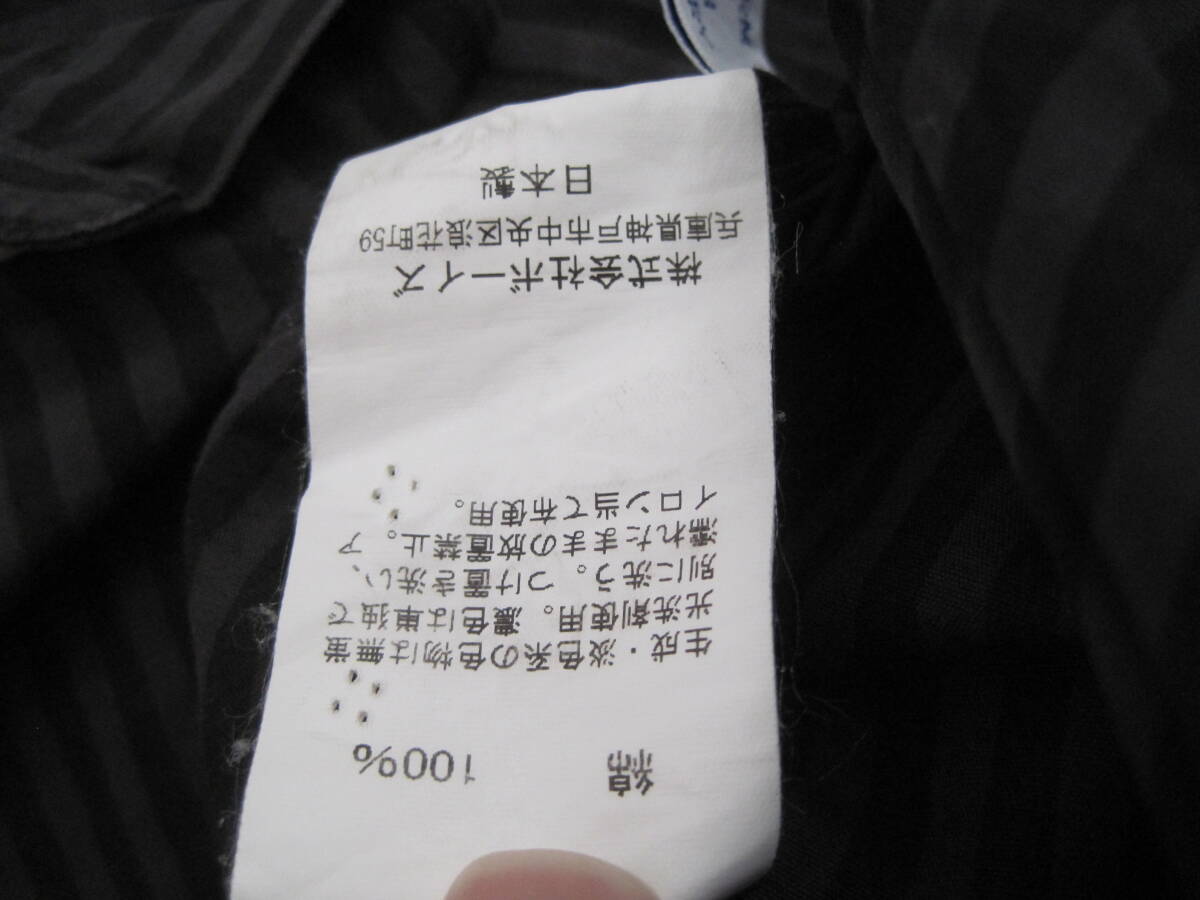 綿 100%
生成・淡色系の色物は無蛍
光洗剤使用。濃色は単独で
別に洗う。つけ置き洗い、
濡れたままの放置禁止。ア
イロン当て布使用。
株式会社ボーイズ
兵庫県神戸市中央区浪花町59
日本製